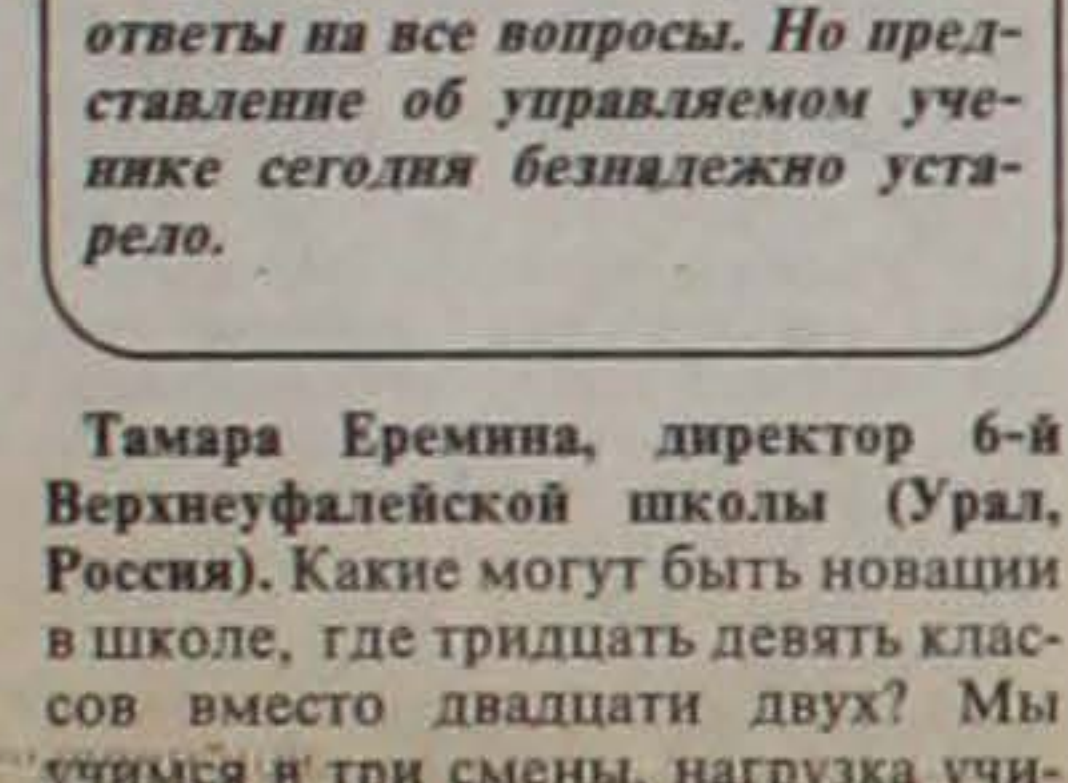 ответы на все вопросы. Но пред-
ставление об управляемом уче-
нике сегодня безнадежно уста-
рело.
Тамара Еремина, директор 6-й
Верхнеуфалейской школы (Урал,
Россия). Какие могут быть новации
в школе, где тридцать девять клас-
сов вместо двадцати двух? Мы
учимся в три смены, нагрузка учи-